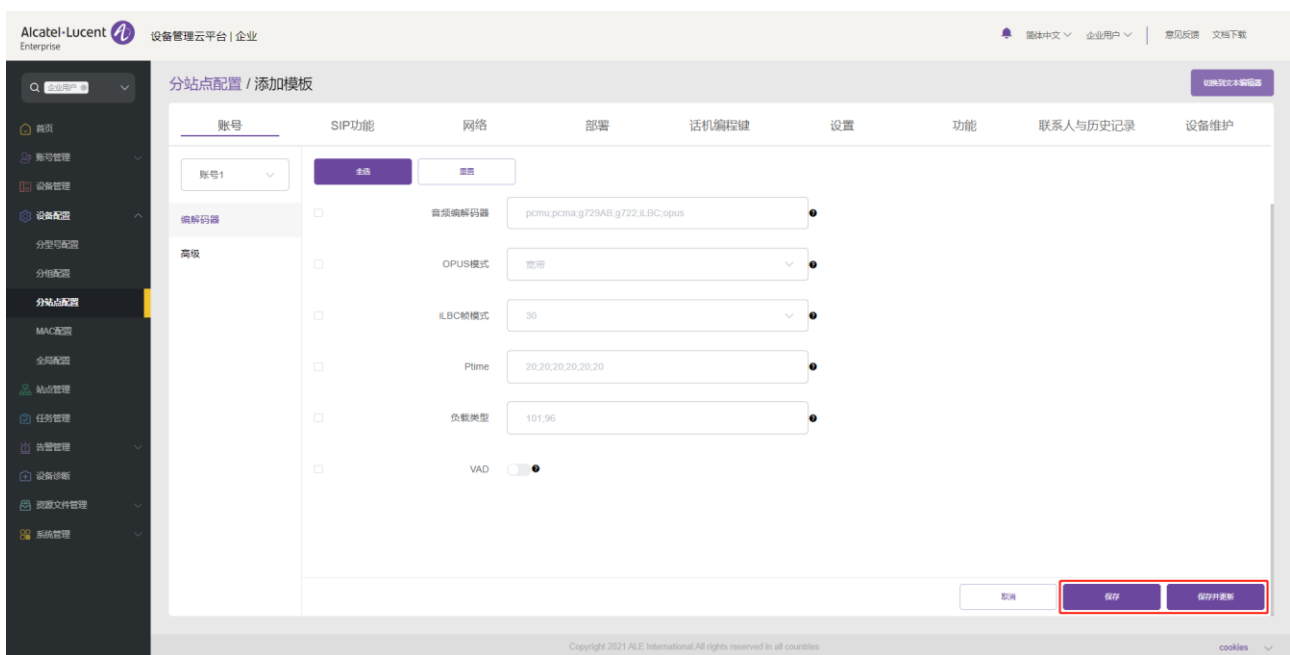 Alcatel·Lucent
Enterprise
设备管理云平台 | 企业
简体中文 企业用户 意见反馈 文档下载
企业用户
分站点配置 / 添加模板
切换到文本编辑器
首页
账号管理
设备管理
设备配置
分型号配置
分组配置
分站点配置
MAC配置
全局配置
站点管理
任务管理
告警管理
设备诊断
资源文件管理
系统管理
账号 SIP功能 网络 部署 话机编程键 设置 功能 联系人与历史记录 设备维护
账号1
编解码器
高级
全选 重置
音频编解码器 pcmu,pcma,g729AB,g722,iLBC,opus
OPUS模式 宽带
iLBC帧模式 30
Ptime 20;20;20;20;20;20
负载类型 101;96
VAD
取消 保存 保存并更新
Copyright 2021 ALE International.All rights reserved in all countries
cookies